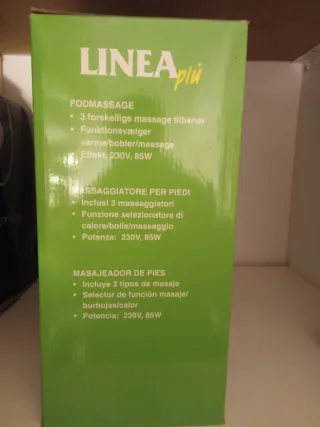 LINEA più
FODMASSAGE
• 3 forskellige massage tilbehør
• Funktionsvælger
varme/bobler/massage
• Effekt: 230V, 85W
MASSAGGIATORE PER PIEDI
• Inclusi 3 massaggiatori
• Funzione selezionatore di
calore/bolle/massaggio
• Potenza: 230V, 85W
MASAJEADOR DE PIES
• Incluye 3 tipos de masaje
• Selector de función masaje/
burbujas/calor
• Potencia: 230V, 85W